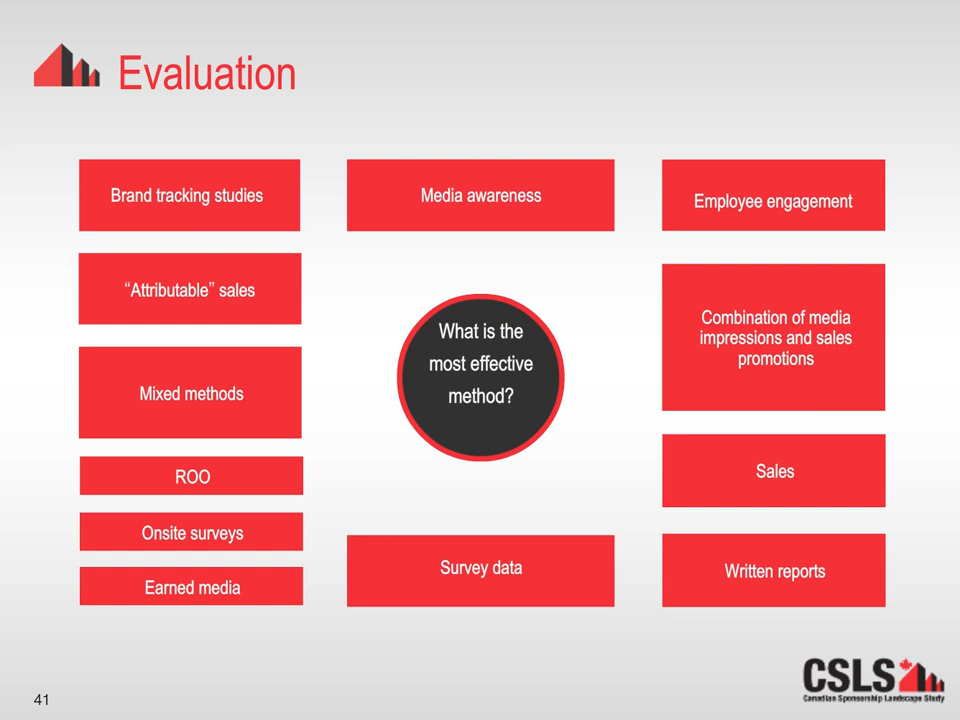 Evaluation
Brand tracking studies
Media awareness
Employee engagement
“Attributable” sales
Combination of media
impressions and sales
promotions
What is the
most effective
method?
Mixed methods
ROO
Sales
Onsite surveys
Survey data
Written reports
Earned media
41
CSLS
Canadian Sponsorship Landscape Study